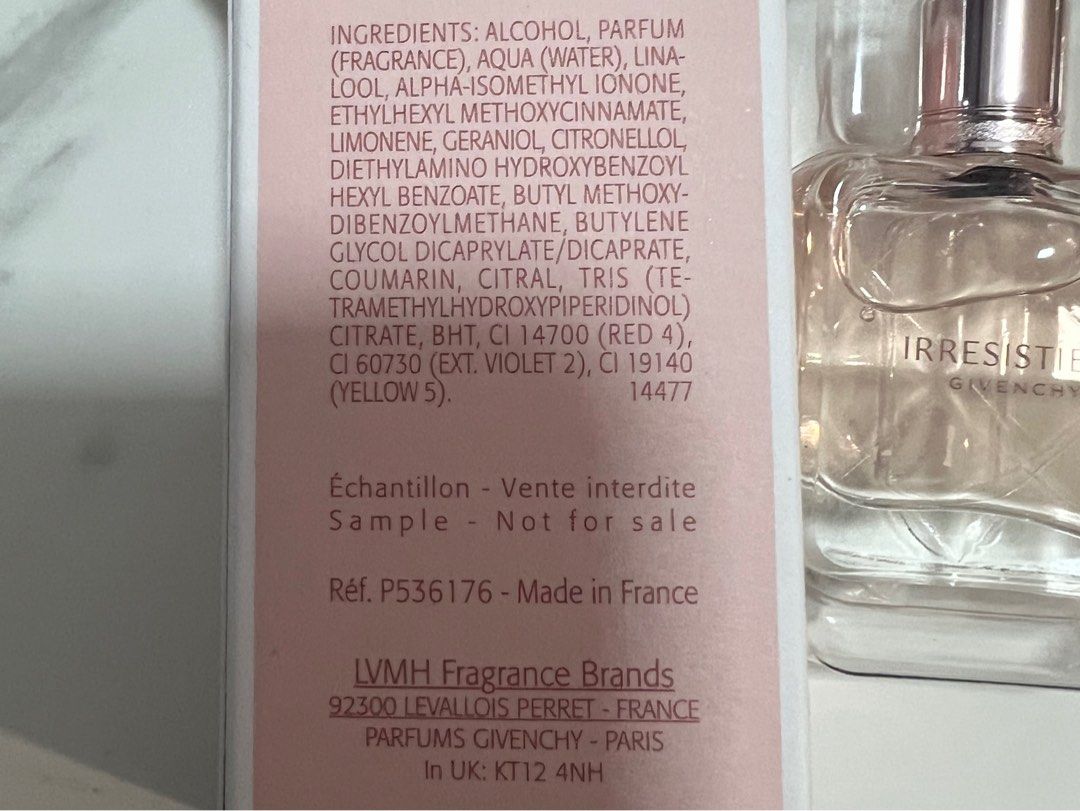 INGREDIENTS: ALCOHOL, PARFUM
(FRAGRANCE), AQUA (WATER), LINA-
LOOL, ALPHA-ISOMETHYL IONONE,
ETHYLHEXYL METHOXYCINNAMATE,
LIMONENE, GERANIOL, CITRONELLOL,
DIETHYLAMINO HYDROXYBENZOYL
HEXYL BENZOATE, BUTYL METHOXY-
DIBENZOYLMETHANE, BUTYLENE
GLYCOL DICAPRYLATE/DICAPRATE,
COUMARIN, CITRAL, TRIS (TE-
TRAMETHYLHYDROXYPIPERIDINOL)
CITRATE, BHT, CI 14700 (RED 4),
CI 60730 (EXT. VIOLET 2), CI 19140
(YELLOW 5). 14477
Échantillon - Vente interdite
Sample - Not for sale
Réf. P536176 - Made in France
LVMH Fragrance Brands
92300 LEVALLOIS PERRET - FRANCE
PARFUMS GIVENCHY - PARIS
In UK: KT12 4NH
GIVENCHY